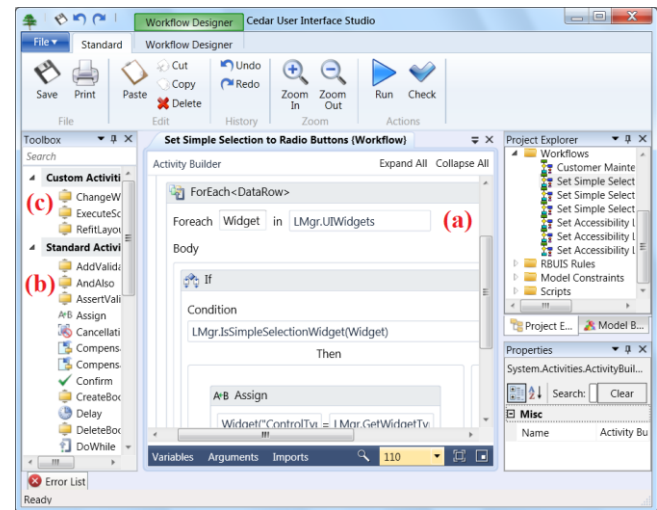 Workflow Designer Cedar User Interface Studio
File Standard Workflow Designer
Save Print Paste Cut Copy Delete Undo Redo Zoom In Zoom Out Run Check
File Edit History Zoom Actions
Toolbox
Search
Custom Activiti
(c)
ChangeW
ExecuteSc
RefitLayou
Standard Activi
(b)
AddValida
AndAlso
AssertVali
A+B Assign
Cancellati
Compens
Compens
Confirm
CreateBoo
Delay
DeleteBoo
DoWhile
Set Simple Selection to Radio Buttons {Workflow}
Activity Builder Expand All Collapse All
ForEach<DataRow>
Foreach Widget in LMgr.UIWidgets (a)
Body
If
Condition
LMgr.IsSimpleSelectionWidget(Widget)
Then
A+B Assign
Widget("ControlTy = LMgr.GetWidgetTy
Variables Arguments Imports 110
Project Explorer
Workflows
Customer Mainte
Set Simple Select
Set Simple Select
Set Simple Select
Set Accessibility L
Set Accessibility L
RBUIS Rules
Model Constraints
Scripts
Project E... Model B...
Properties
System.Activities.ActivityBuil...
Search: Clear
Misc
Name Activity Bu
Error List
Ready